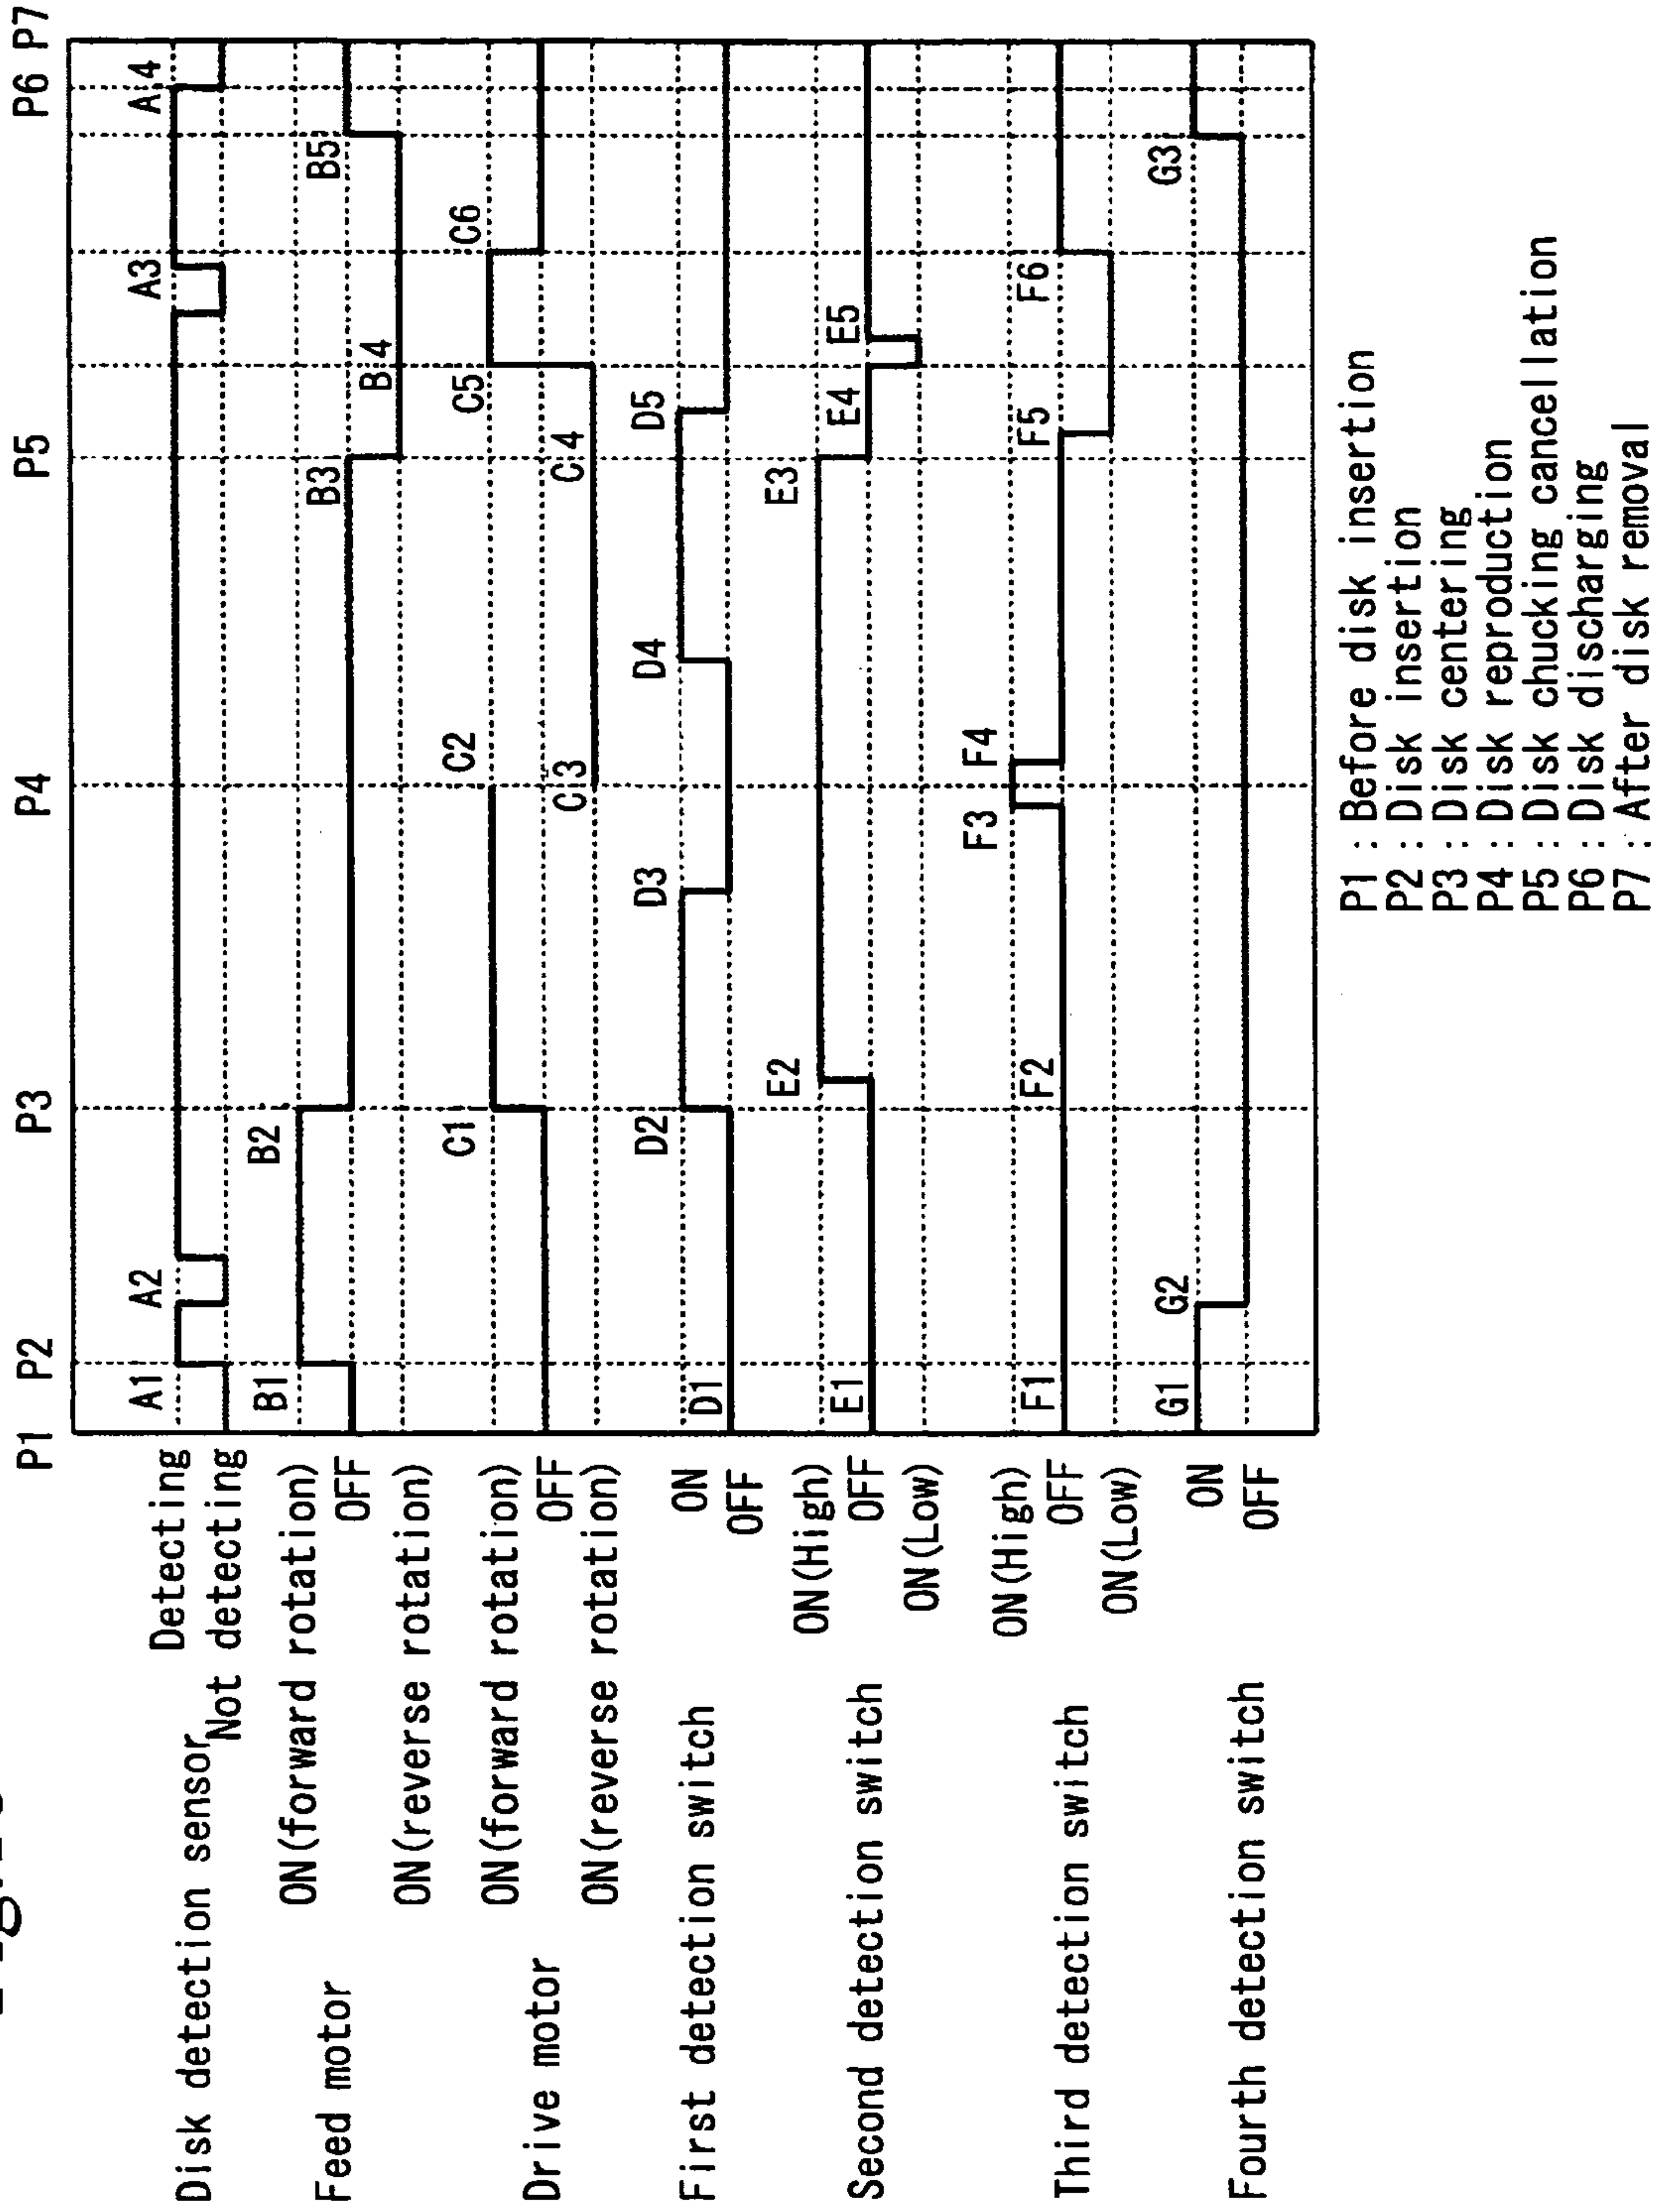 P1 P2 P3 P4 P5 P6 P7
Disk detection sensor
Detecting
Not detecting
A1 A2 A3 A4
Feed motor
ON(forward rotation)
OFF
ON(reverse rotation)
B1 B2 B3 B4 B5
Drive motor
ON(forward rotation)
OFF
ON(reverse rotation)
C1 C2 C3 C4 C5 C6
First detection switch
ON
OFF
D1 D2 D3 D4 D5
Second detection switch
ON(High)
OFF
ON(Low)
E1 E2 E3 E4 E5
Third detection switch
ON(High)
OFF
ON(Low)
F1 F2 F3 F4 F5 F6
Fourth detection switch
ON
OFF
G1 G2 G3
P1 : Before disk insertion
P2 : Disk insertion
P3 : Disk centering
P4 : Disk reproduction
P5 : Disk chucking cancellation
P6 : Disk discharging
P7 : After disk removal